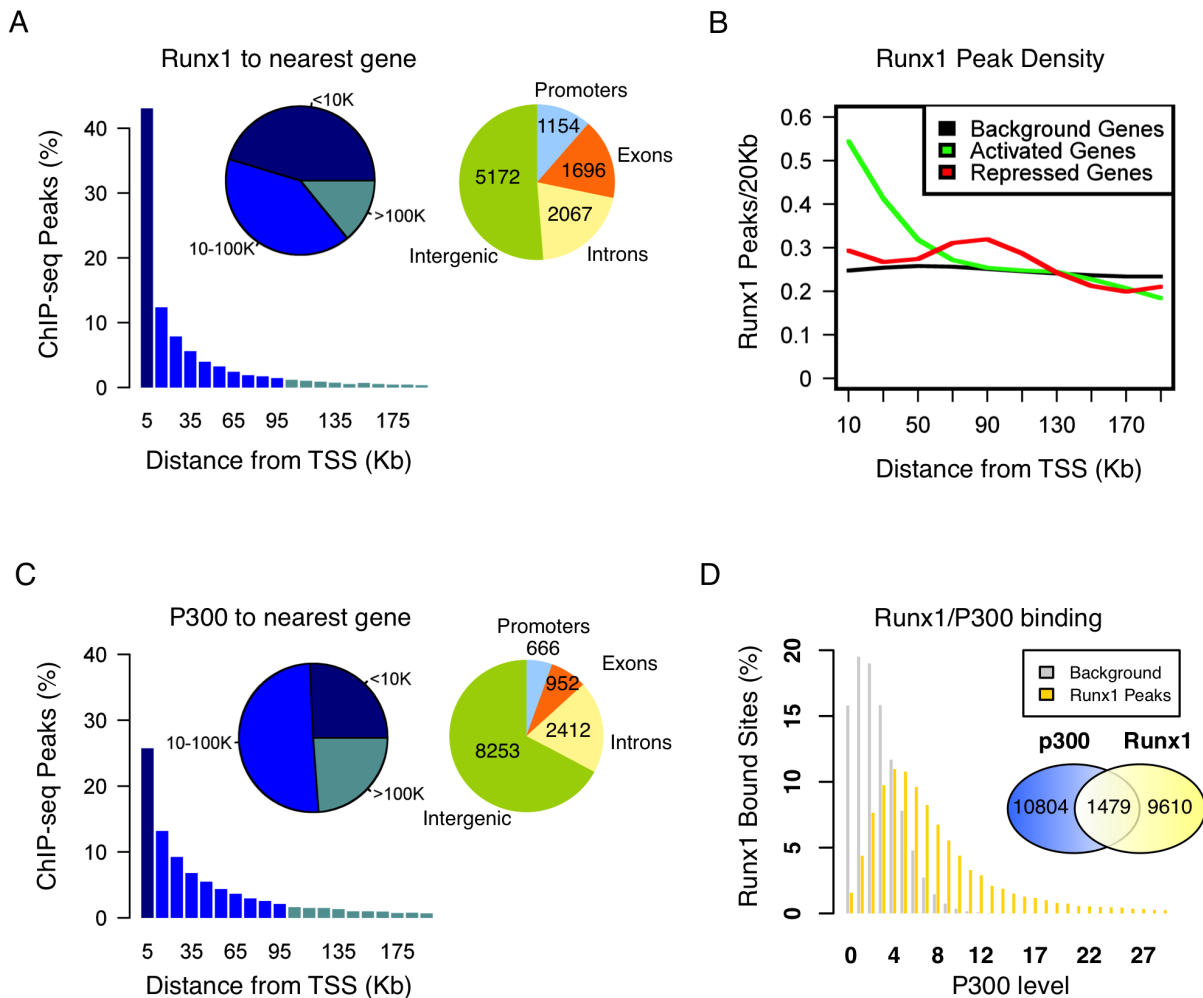 A
Runx1 to nearest gene
ChIP-seq Peaks (%)
40
30
20
10
0
5 35 65 95 135 175
Distance from TSS (Kb)
<10K
10-100K
>100K
Promoters
1154
Exons
1696
5172
2067
Intergenic
Introns
B
Runx1 Peak Density
Runx1 Peaks/20Kb
0.6
0.5
0.4
0.3
0.2
0.1
0
Background Genes
Activated Genes
Repressed Genes
10 50 90 130 170
Distance from TSS (Kb)
C
P300 to nearest gene
ChIP-seq Peaks (%)
40
30
20
10
0
5 35 65 95 135 175
Distance from TSS (Kb)
<10K
10-100K
>100K
Promoters
666
Exons
952
2412
Introns
8253
Intergenic
D
Runx1/P300 binding
Runx1 Bound Sites (%)
20
15
10
5
0
Background
Runx1 Peaks
p300 Runx1
10804 1479 9610
0 4 8 12 17 22 27
P300 level